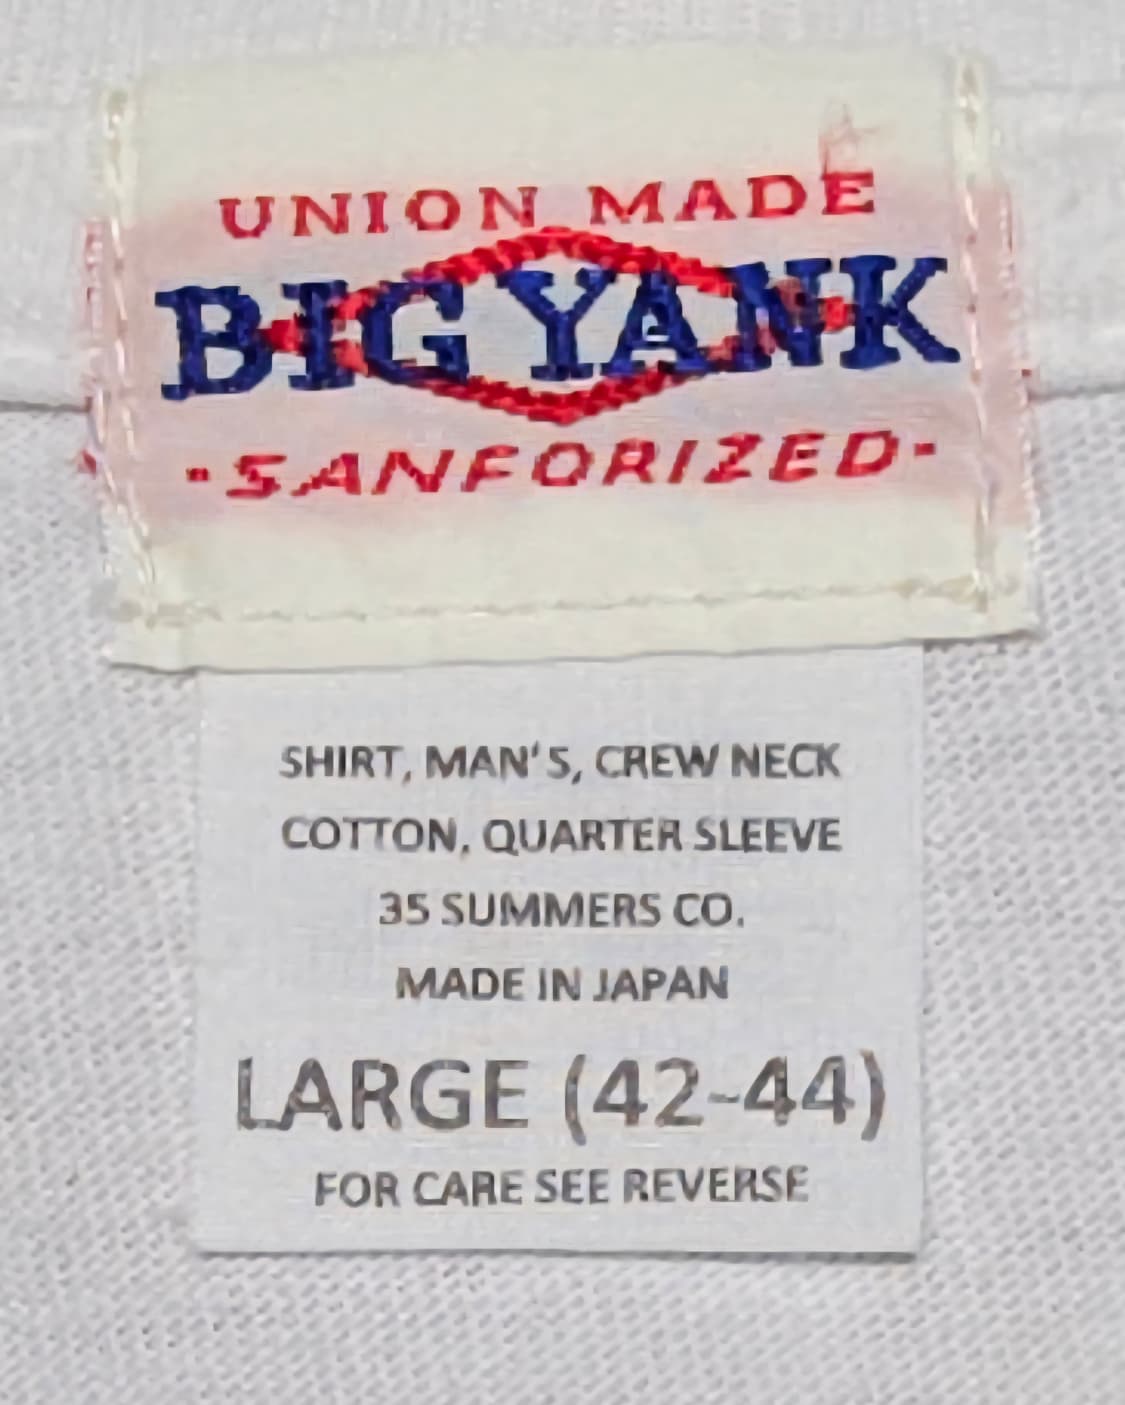 UNION MADE
BIG YANK
-SANFORIZED-
SHIRT, MAN'S, CREW NECK
COTTON, QUARTER SLEEVE
35 SUMMERS CO.
MADE IN JAPAN
LARGE (42-44)
FOR CARE SEE REVERSE